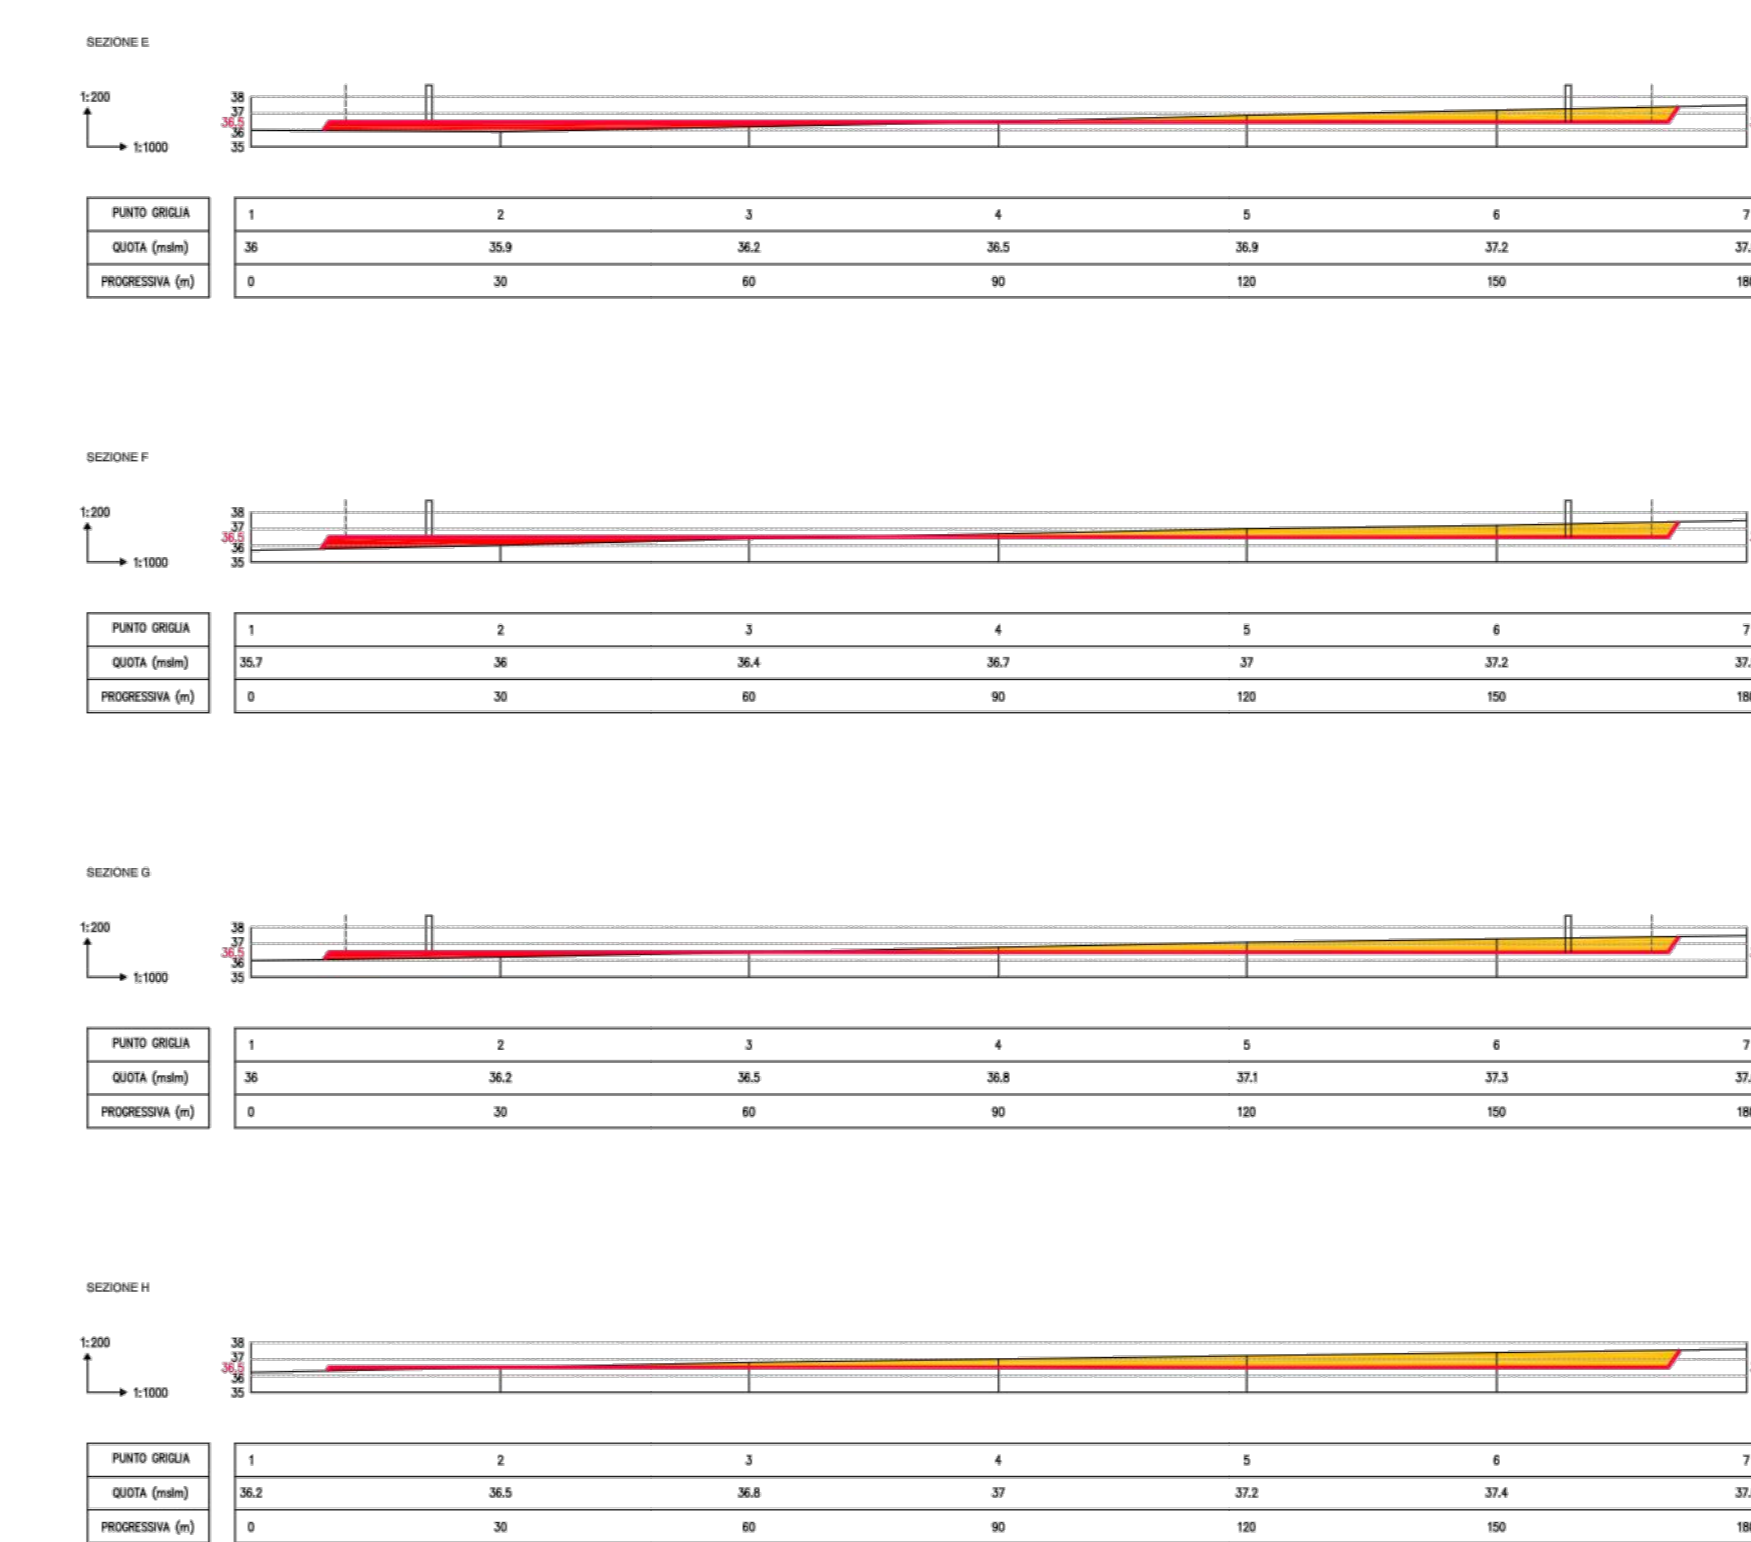 SEZIONE E
1:200
1:1000
38
37
36.5
36
35
PUNTO GRIGLIA 1 2 3 4 5 6 7
QUOTA (mslm) 36 35.9 36.2 36.5 36.9 37.2 37.
PROGRESSIVA (m) 0 30 60 90 120 150 180
SEZIONE F
1:200
1:1000
38
37
36.5
36
35
PUNTO GRIGLIA 1 2 3 4 5 6 7
QUOTA (mslm) 35.7 36 36.4 36.7 37 37.2 37.
PROGRESSIVA (m) 0 30 60 90 120 150 180
SEZIONE G
1:200
1:1000
38
37
36.5
36
35
PUNTO GRIGLIA 1 2 3 4 5 6 7
QUOTA (mslm) 36 36.2 36.5 36.8 37.1 37.3 37.
PROGRESSIVA (m) 0 30 60 90 120 150 180
SEZIONE H
1:200
1:1000
38
37
36.5
36
35
PUNTO GRIGLIA 1 2 3 4 5 6 7
QUOTA (mslm) 36.2 36.5 36.8 37 37.2 37.4 37.
PROGRESSIVA (m) 0 30 60 90 120 150 180